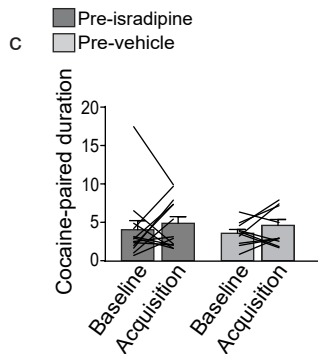 Pre-isradipine
C
Pre-vehicle
Cocaine-paired duration
20
15
10
5
0
Baseline
Acquisition
Baseline
Acquisition